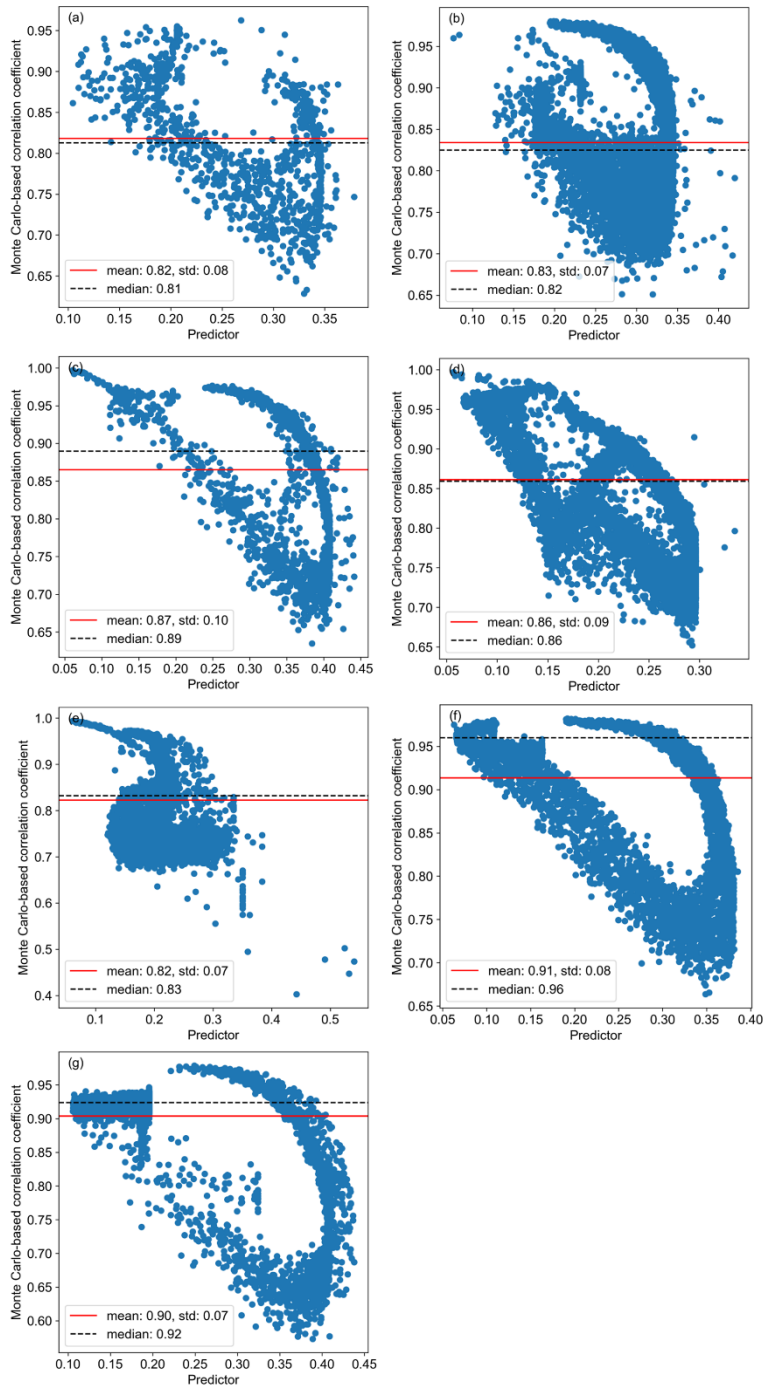 (a)
Monte Carlo-based correlation coefficient
0.95
0.90
0.85
0.80
0.75
0.70
0.65
mean: 0.82, std: 0.08
median: 0.81
0.10 0.15 0.20 0.25 0.30 0.35
Predictor
(b)
Monte Carlo-based correlation coefficient
0.95
0.90
0.85
0.80
0.75
0.70
0.65
mean: 0.83, std: 0.07
median: 0.82
0.10 0.20 0.30 0.40
Predictor
(c)
Monte Carlo-based correlation coefficient
1.00
0.95
0.90
0.85
0.80
0.75
0.70
0.65
mean: 0.87, std: 0.10
median: 0.89
0.05 0.10 0.15 0.20 0.25 0.30 0.35 0.40 0.45
Predictor
(d)
Monte Carlo-based correlation coefficient
1.00
0.95
0.90
0.85
0.80
0.75
0.70
0.65
mean: 0.86, std: 0.09
median: 0.86
0.05 0.10 0.15 0.20 0.25 0.30
Predictor
(e)
Monte Carlo-based correlation coefficient
1.0
0.9
0.8
0.7
0.6
0.5
0.4
mean: 0.82, std: 0.07
median: 0.83
0.1 0.2 0.3 0.4 0.5
Predictor
(f)
Monte Carlo-based correlation coefficient
0.95
0.90
0.85
0.80
0.75
0.70
0.65
mean: 0.91, std: 0.08
median: 0.96
0.05 0.10 0.15 0.20 0.25 0.30 0.35 0.40
Predictor
(g)
Monte Carlo-based correlation coefficient
0.95
0.90
0.85
0.80
0.75
0.70
0.65
0.60
mean: 0.90, std: 0.07
median: 0.92
0.10 0.15 0.20 0.25 0.30 0.35 0.40 0.45
Predictor